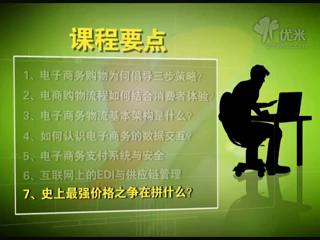 优米
课程要点
1、电子商务购物为何倡导三步策略?
2、电商购物流程如何结合消费者体验?
3、电子商务物流基本架构是什么?
4、如何认识电子商务的数据交互?
5、电子商务支付系统与安全
6、互联网上的EDI与供应链管理
7、史上最强价格之争在拼什么?